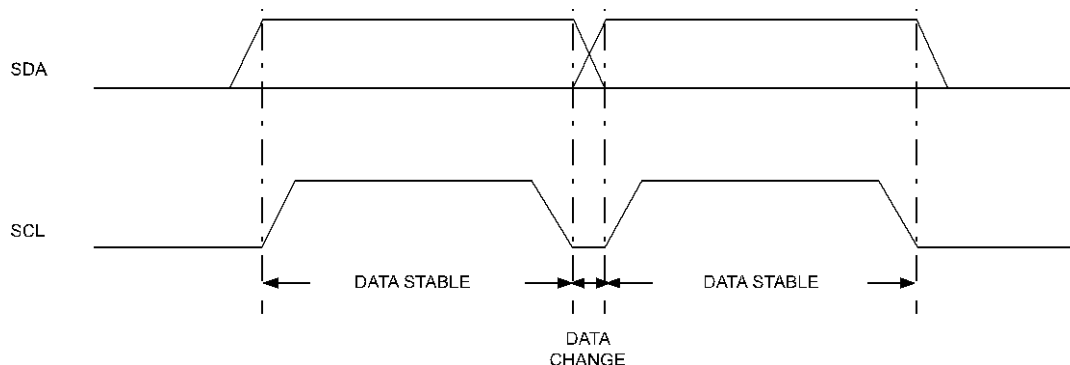 SDA
SCL
DATA STABLE
DATA STABLE
DATA
CHANGE